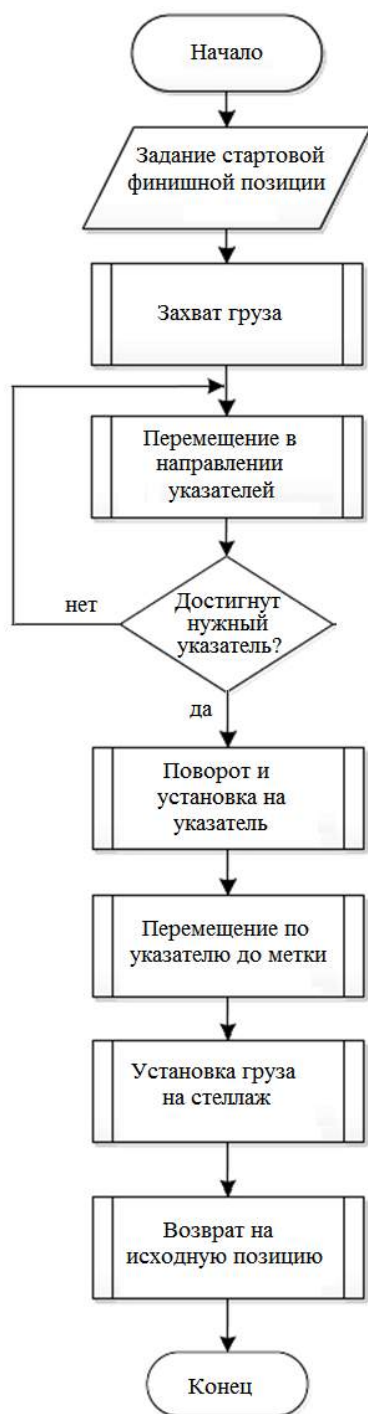 Начало
Задание стартовой
финишной позиции
Захват груза
Перемещение в
направлении
указателей
Достигнут
нужный
указатель?
нет
да
Поворот и
установка на
указатель
Перемещение по
указателю до метки
Установка груза
на стеллаж
Возврат на
исходную позицию
Конец